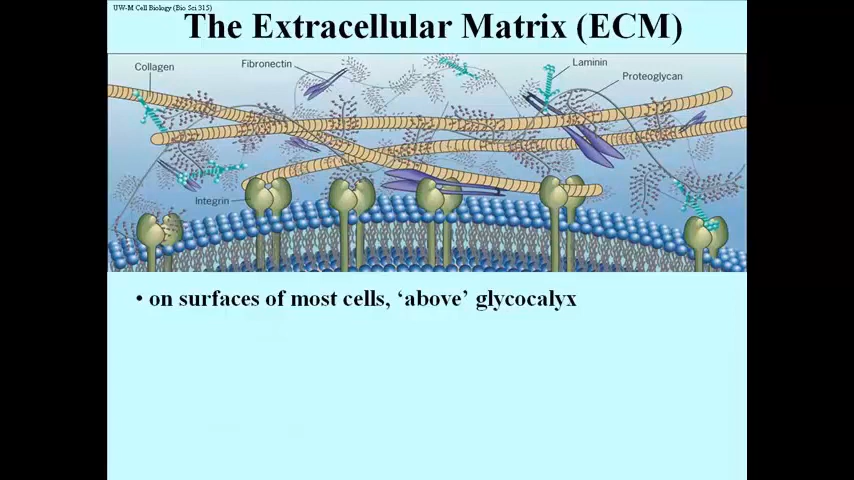 UW-M Cell Biology (Bio Sci 315)
The Extracellular Matrix (ECM)
Collagen
Fibronectin
Laminin
Proteoglycan
Integrin
• on surfaces of most cells, ‘above’ glycocalyx